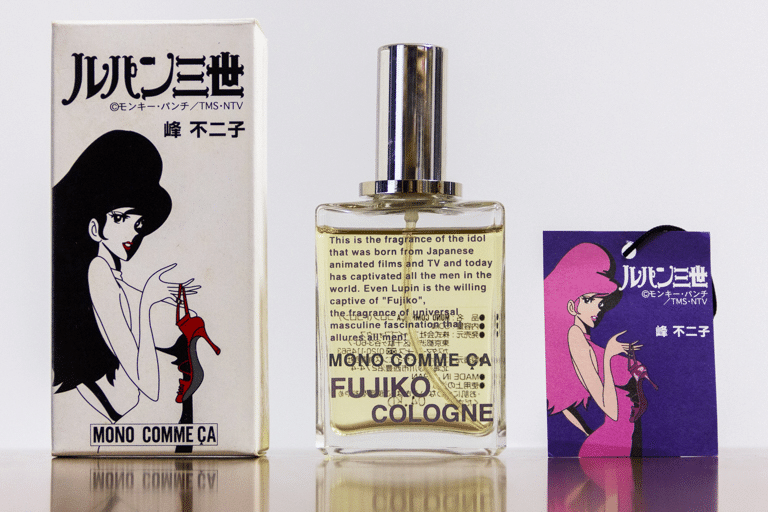 ルパン三世
©モンキー・パンチ／TMS・NTV
峰 不二子
MONO COMME ÇA
This is the fragrance of the idol
that was born from Japanese
animated films and TV and today
has captivated all the men in the
world. Even Lupin is the willing
captive of "Fujiko",
the fragrance of universal
masculine fascination that
allures all men!
MONO COMME ÇA
FUJIKO
COLOGNE
ルパン三世
©モンキー・パンチ
／TMS・NTV
峰 不二子